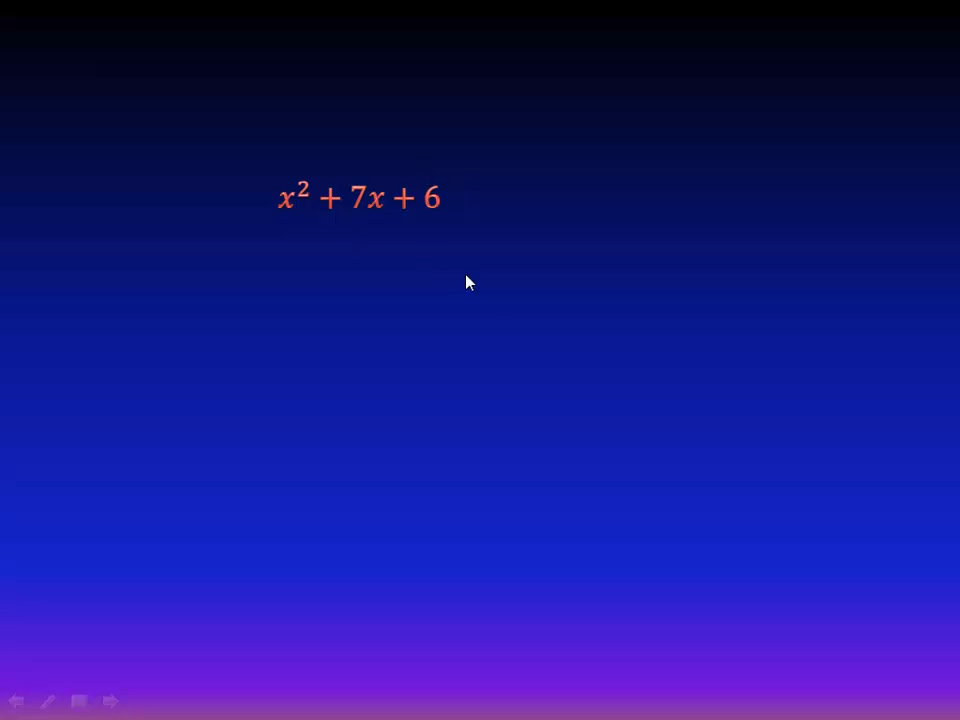 x² + 7x + 6